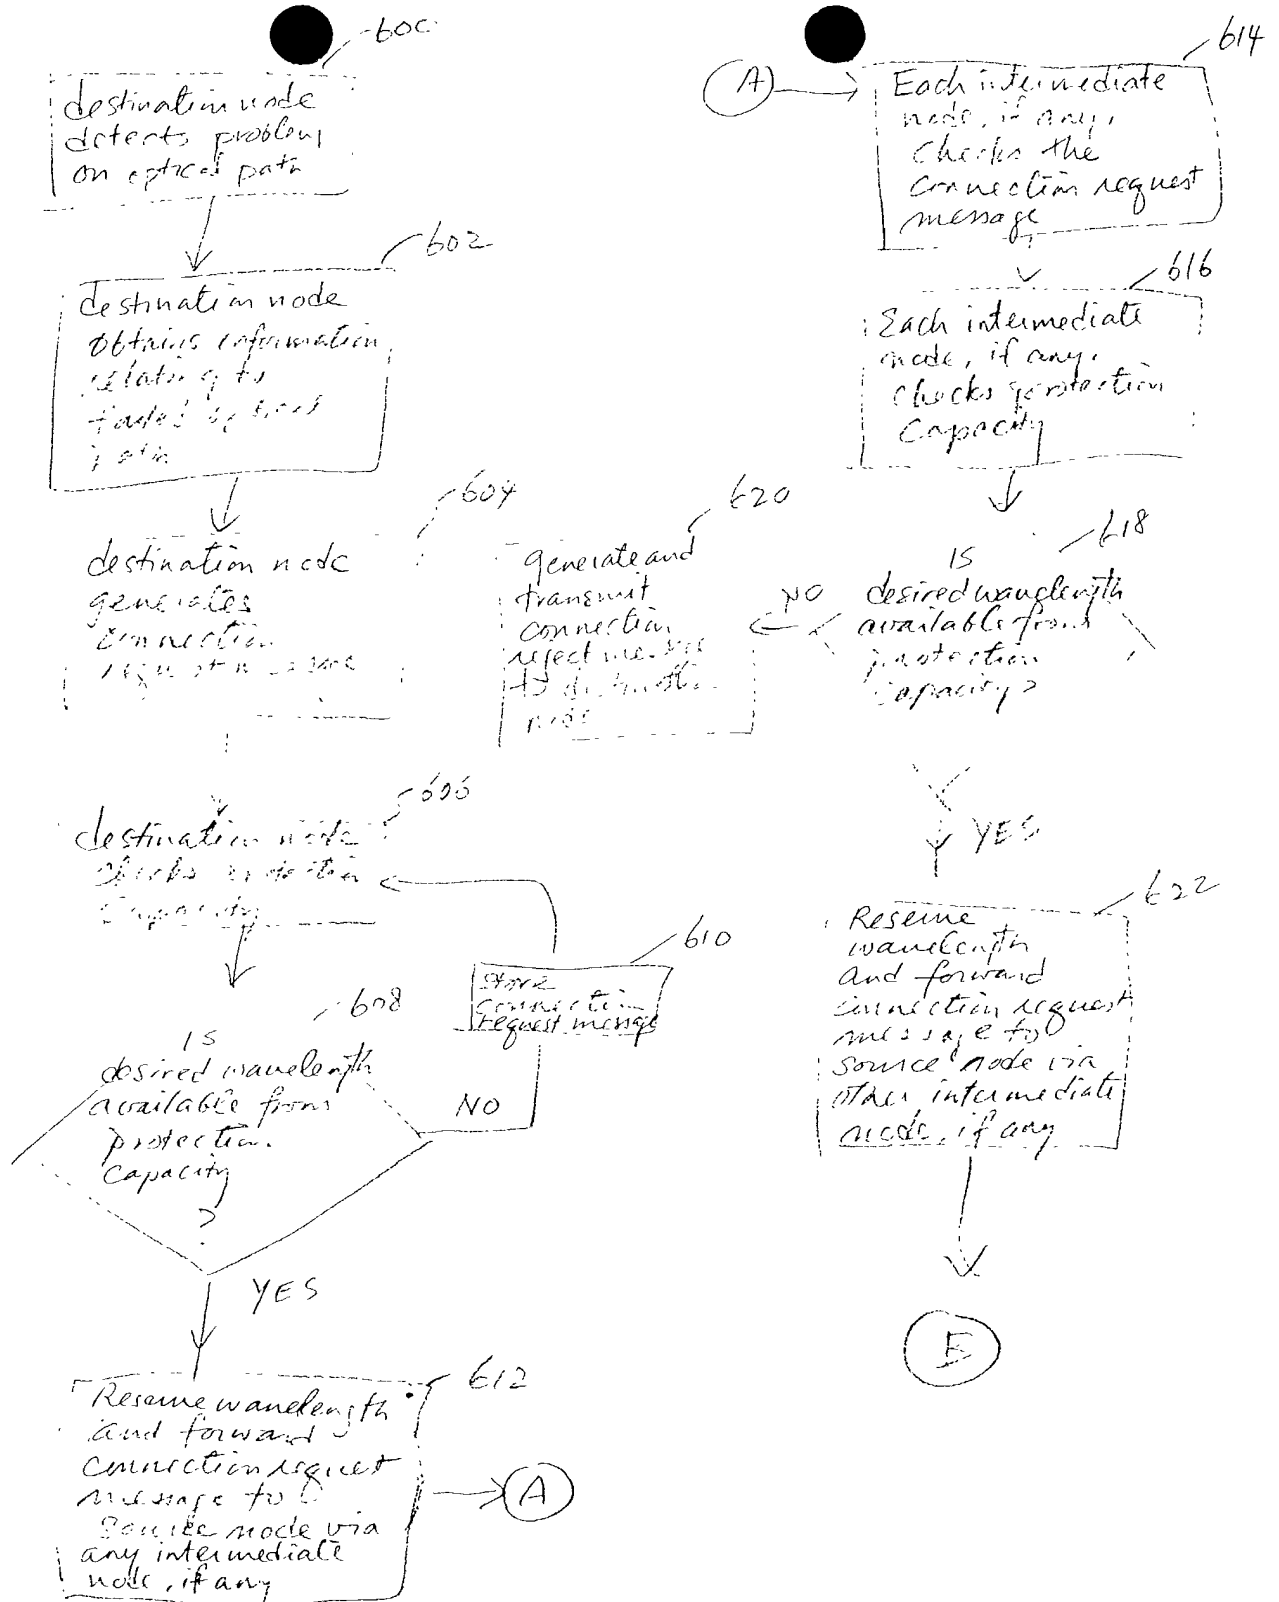 600
destination node
detects problem
on optical path
602
destination node
obtains information
relating to
failed optical
path
604
destination node
generates
connection
request message
606
destination node
checks protection
capacity
610
store
connection
request message
608
IS
desired wavelength
available from
protection
capacity
?
NO
YES
612
Reserve wavelength
and forward
connection request
message to
source node via
any intermediate
node, if any
A
A
614
Each intermediate
node, if any,
checks the
connection request
message
616
Each intermediate
node, if any,
checks protection
capacity
618
IS
desired wavelength
available from
protection
capacity?
NO
620
generate and
transmit
connection
reject message
to destination
node
YES
622
Reserve
wavelength
and forward
connection request
message to
source node via
other intermediate
node, if any